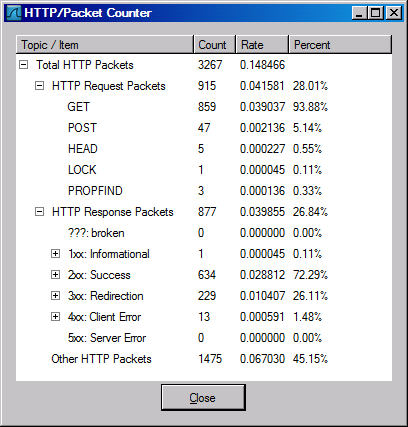 HTTP/Packet Counter
Topic / Item Count Rate Percent
Total HTTP Packets 3267 0.148466
HTTP Request Packets 915 0.041581 28.01%
GET 859 0.039037 93.88%
POST 47 0.002136 5.14%
HEAD 5 0.000227 0.55%
LOCK 1 0.000045 0.11%
PROPFIND 3 0.000136 0.33%
HTTP Response Packets 877 0.039855 26.84%
???: broken 0 0.000000 0.00%
1xx: Informational 1 0.000045 0.11%
2xx: Success 634 0.028812 72.29%
3xx: Redirection 229 0.010407 26.11%
4xx: Client Error 13 0.000591 1.48%
5xx: Server Error 0 0.000000 0.00%
Other HTTP Packets 1475 0.067030 45.15%
Close